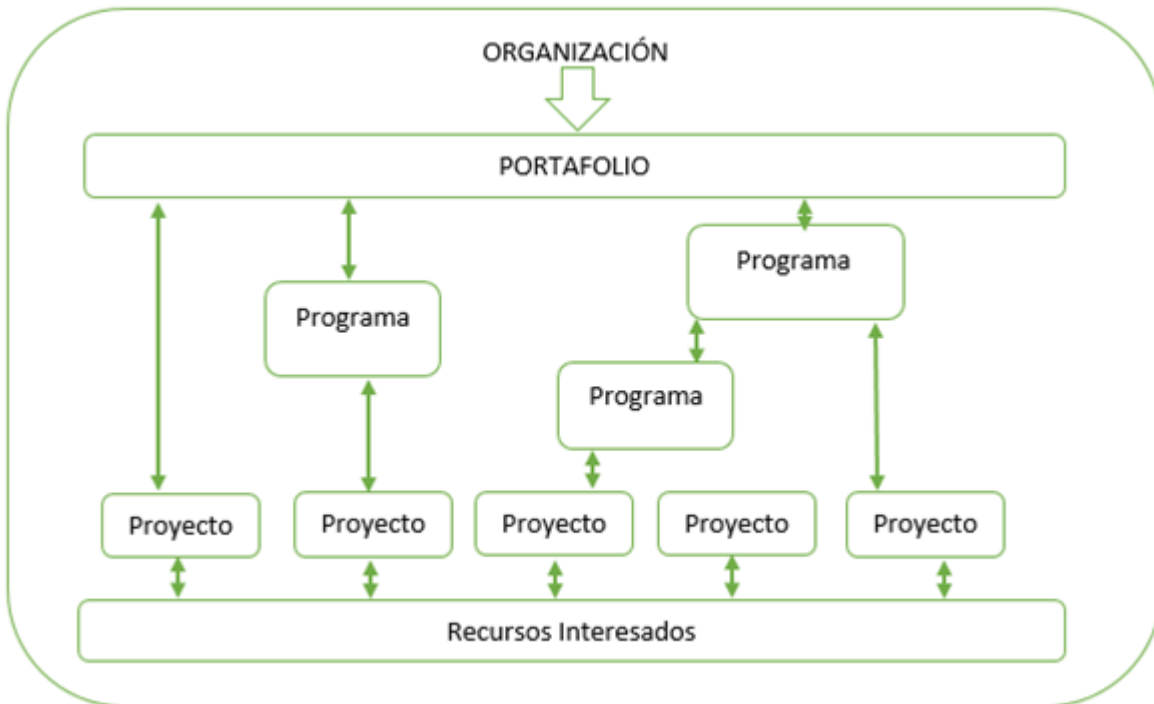 ORGANIZACIÓN
PORTAFOLIO
Programa
Programa
Programa
Proyecto
Proyecto
Proyecto
Proyecto
Proyecto
Recursos Interesados